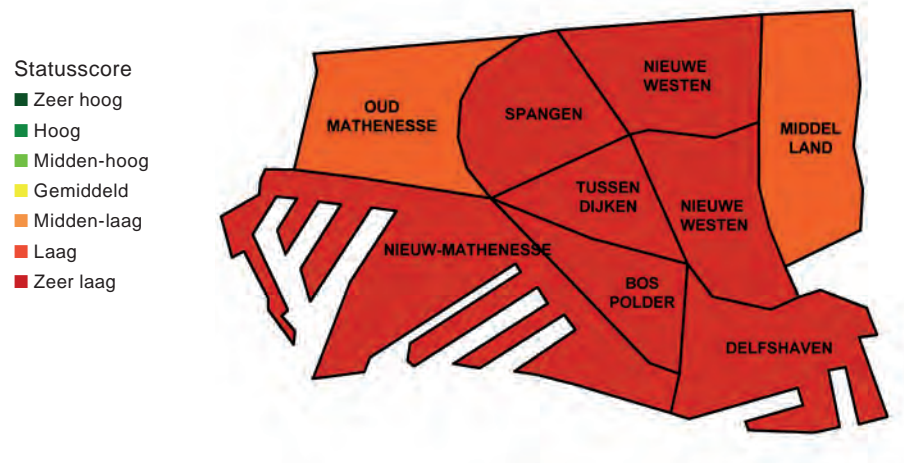 Statusscore
Zeer hoog
Hoog
Midden-hoog
Gemiddeld
Midden-laag
Laag
Zeer laag
NIEUWE
WESTEN
OUD
MATHENESSE
SPANGEN
MIDDEL
LAND
TUSSEN
DIJKEN
NIEUWE
WESTEN
NIEUW-MATHENESSE
BOS
POLDER
DELFSHAVEN